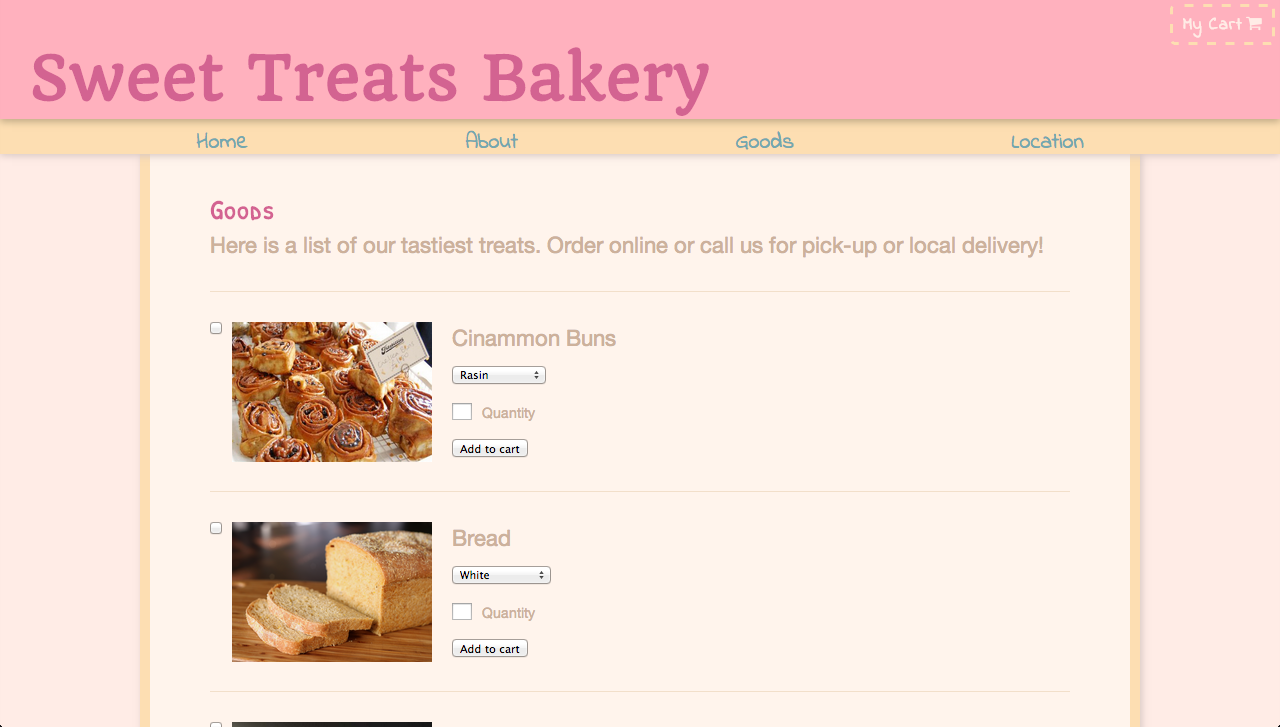 My Cart
Sweet Treats Bakery
Home About Goods Location
Goods
Here is a list of our tastiest treats. Order online or call us for pick-up or local delivery!
Cinammon Buns
Rasin
Quantity
Add to cart
Bread
White
Quantity
Add to cart